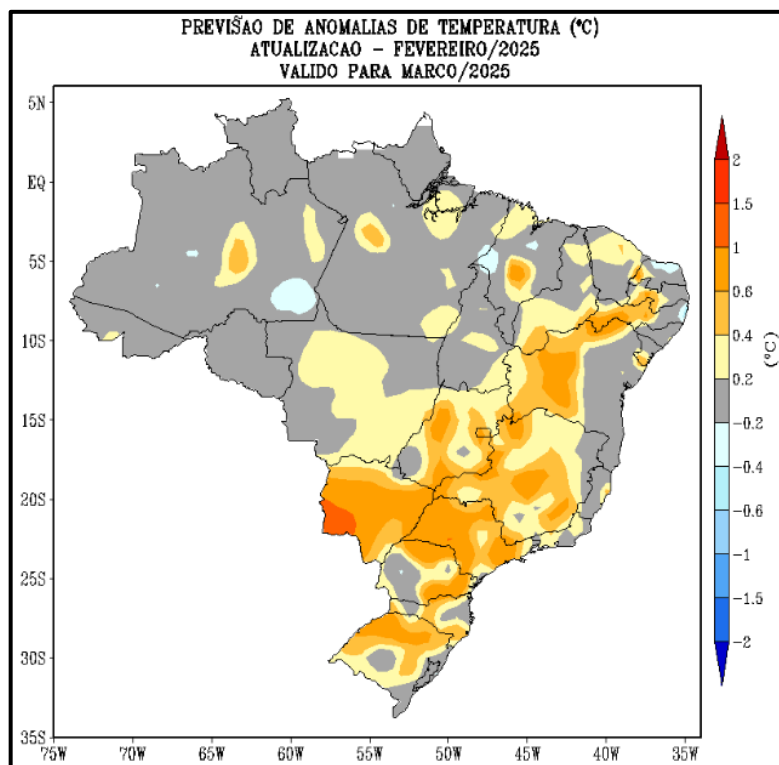 PREVISÃO DE ANOMALIAS DE TEMPERATURA (°C)
ATUALIZACAO – FEVEREIRO/2025
VALIDO PARA MARCO/2025
5N
EQ
5S
10S
15S
20S
25S
30S
35S
75W
70W
65W
60W
55W
50W
45W
40W
35W
2
1.5
1
0.6
0.4
0.2
-0.2
-0.4
-0.6
-1
-1.5
-2
(°C)